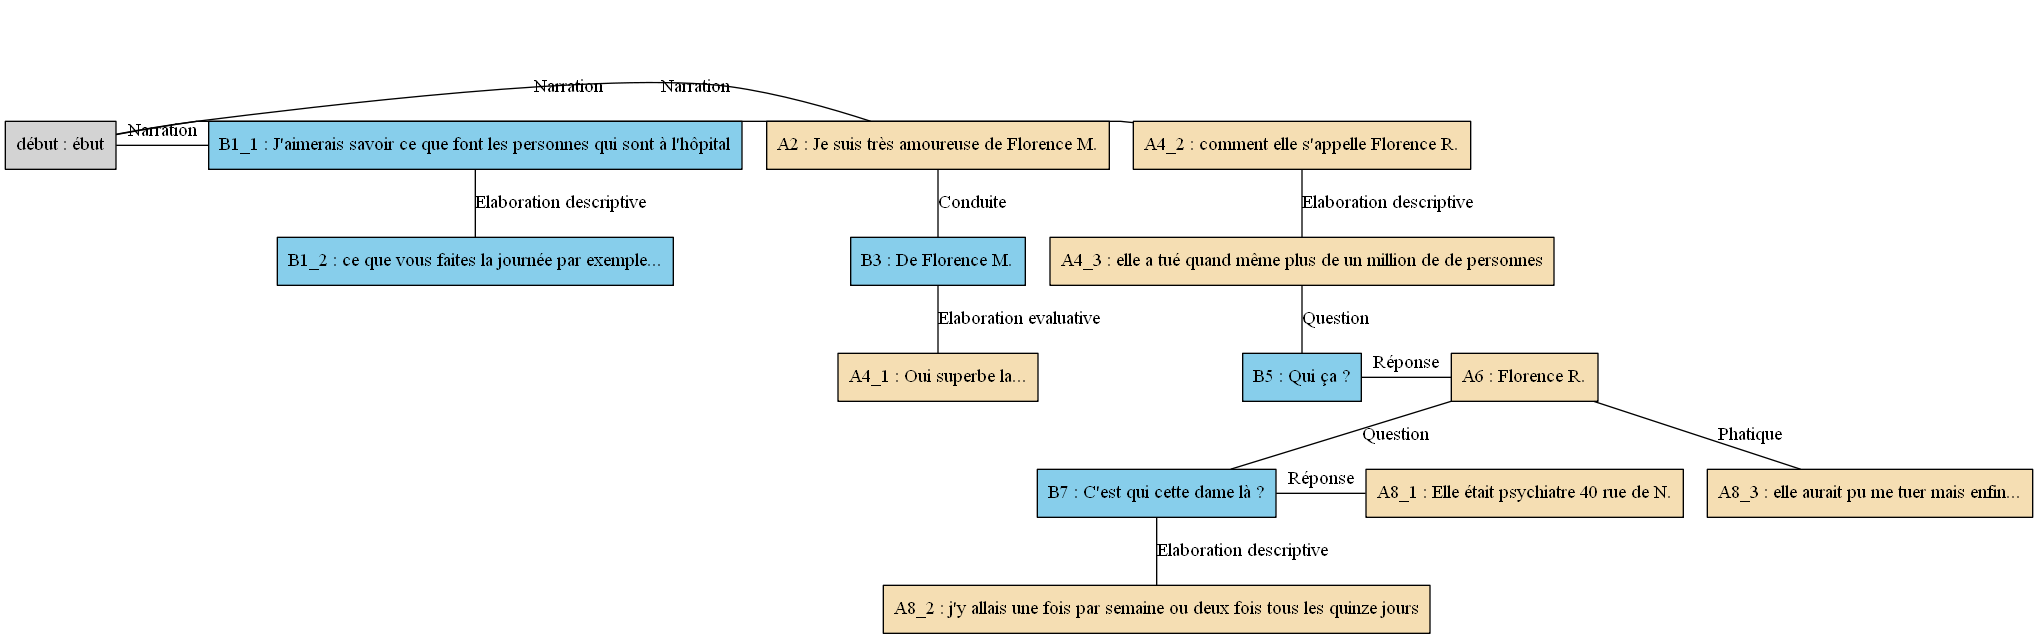 Narration
Narration
Narration
début : ébut
B1_1 : J'aimerais savoir ce que font les personnes qui sont à l'hôpital
A2 : Je suis très amoureuse de Florence M.
A4_2 : comment elle s'appelle Florence R.
Elaboration descriptive
Conduite
Elaboration descriptive
B1_2 : ce que vous faites la journée par exemple...
B3 : De Florence M.
A4_3 : elle a tué quand même plus de un million de de personnes
Elaboration evaluative
Question
A4_1 : Oui superbe la...
B5 : Qui ça ?
Réponse
A6 : Florence R.
Question
Phatique
B7 : C"est qui cette dame là ?
Réponse
A8_1 : Elle était psychiatre 40 rue de N.
A8_3 : elle aurait pu me tuer mais enfin...
Elaboration descriptive
A8_2 : j'y allais une fois par semaine ou deux fois tous les quinze jours